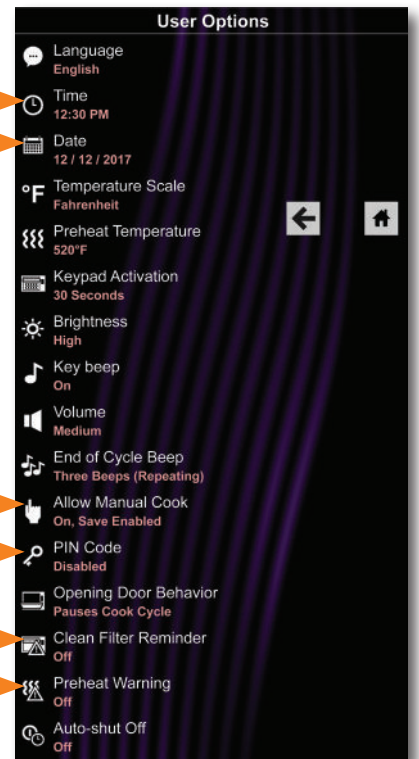 User Options
Language
English
Time
12:30 PM
Date
12 / 12 / 2017
°F
Temperature Scale
Fahrenheit
Preheat Temperature
520°F
Keypad Activation
30 Seconds
Brightness
High
Key beep
On
Volume
Medium
End of Cycle Beep
Three Beeps (Repeating)
Allow Manual Cook
On, Save Enabled
PIN Code
Disabled
Opening Door Behavior
Pauses Cook Cycle
Clean Filter Reminder
Off
Preheat Warning
Off
Auto-shut Off
Off